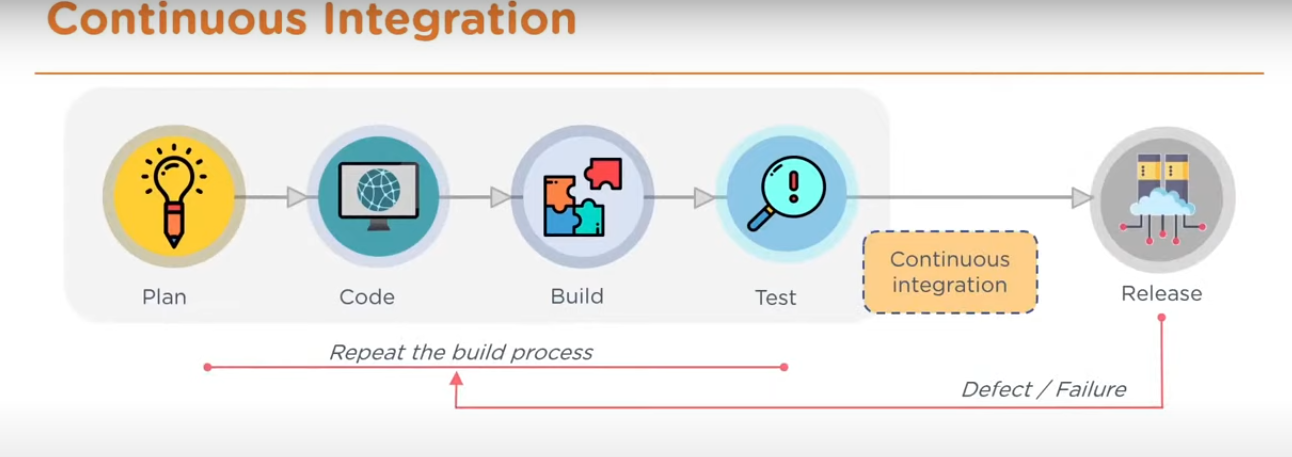 Continuous Integration
Plan
Code
Build
Test
Continuous
integration
Release
Repeat the build process
Defect / Failure